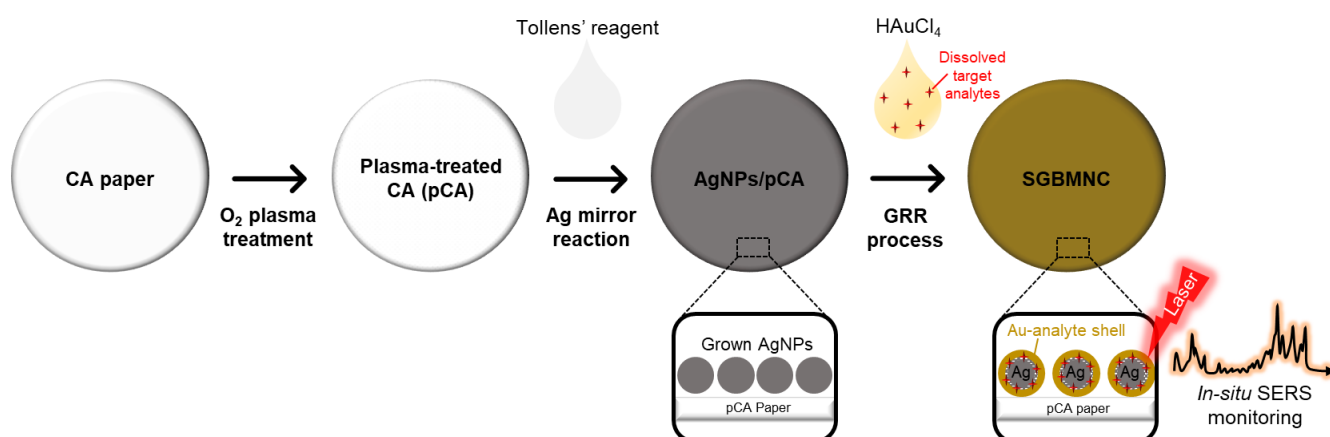 Tollens’ reagent
HAuCl4
Dissolved
target
analytes
CA paper
O2 plasma
treatment
Plasma-treated
CA (pCA)
Ag mirror
reaction
AgNPs/pCA
GRR
process
SGBMNC
Grown AgNPs
pCA Paper
Laser
Au-analyte shell
Ag
Ag
Ag
pCA paper
In-situ SERS
monitoring